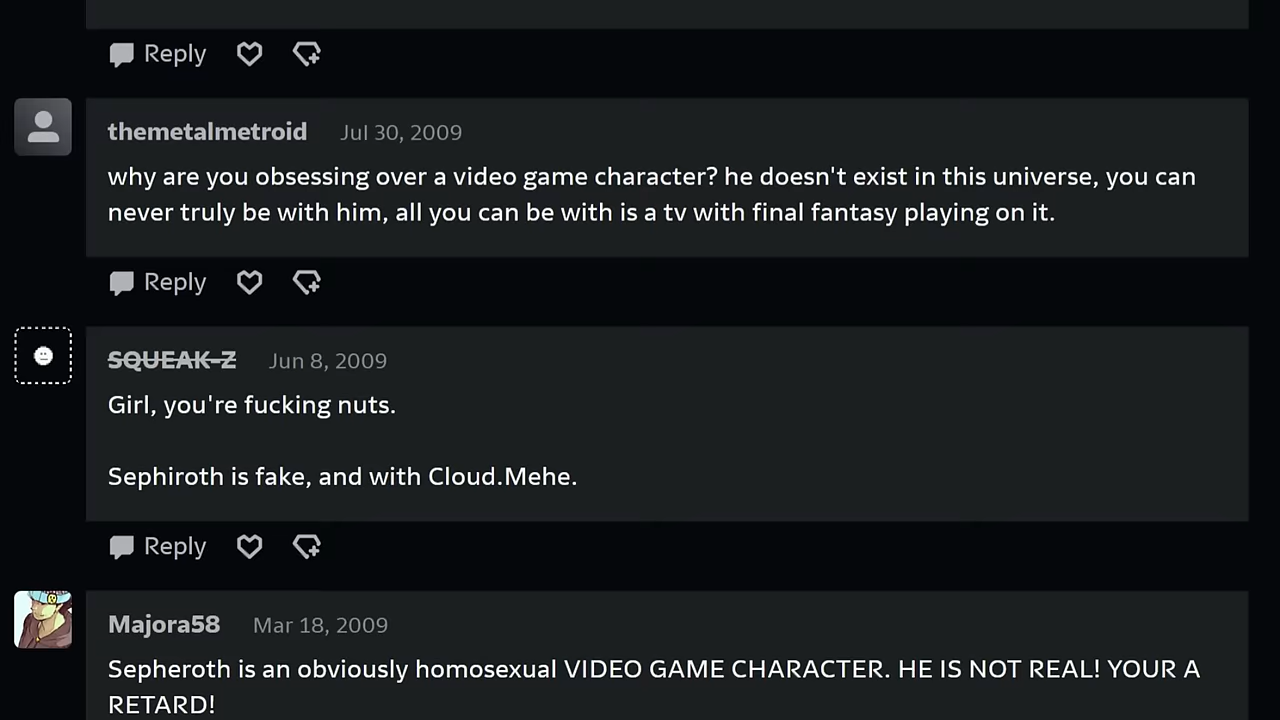 Reply
themetalmetroid Jul 30, 2009
why are you obsessing over a video game character? he doesn't exist in this universe, you can
never truly be with him, all you can be with is a tv with final fantasy playing on it.
Reply
SQUEAK-Z Jun 8, 2009
Girl, you're fucking nuts.
Sephiroth is fake, and with Cloud.Mehe.
Reply
Majora58 Mar 18, 2009
Sepheroth is an obviously homosexual VIDEO GAME CHARACTER. HE IS NOT REAL! YOUR A
RETARD!